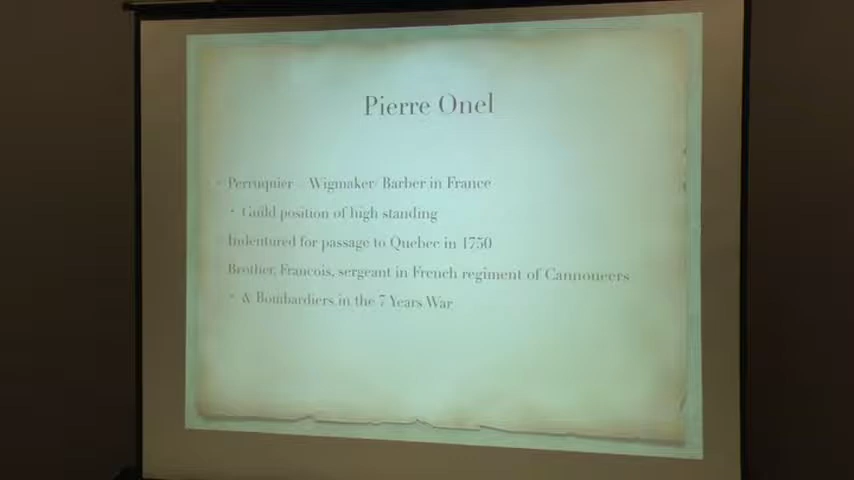 Pierre Onel
Perruquier - Wigmaker/ Barber in France
• Guild position of high standing
Indentured for passage to Quebec in 1750
Brother, Francois, sergeant in French regiment of Cannoneers
• & Bombardiers in the 7 Years War